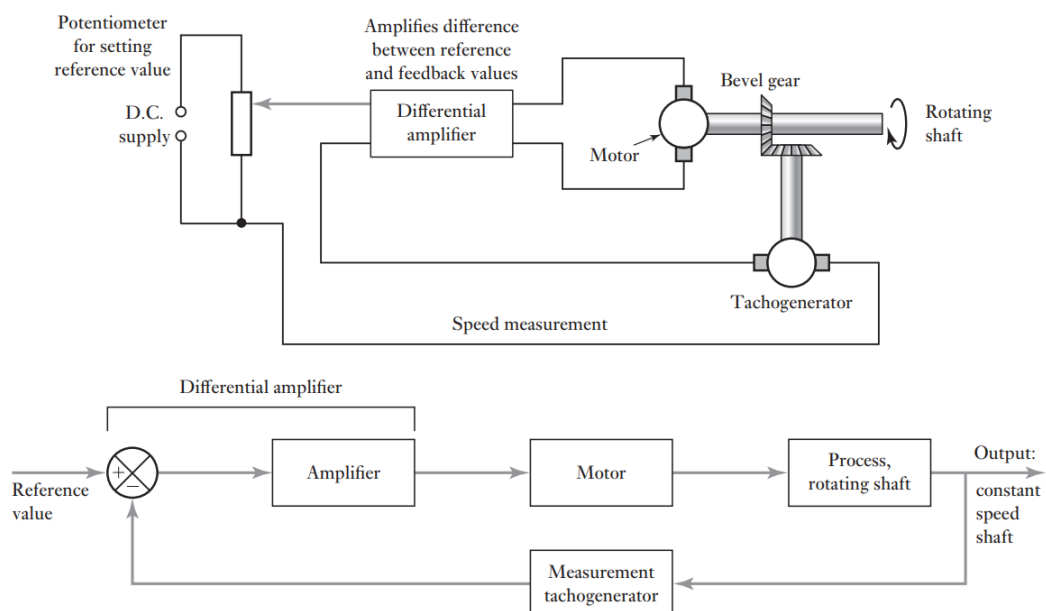 Potentiometer
for setting
reference value
Amplifies difference
between reference
and feedback values
D.C.
supply
Differential
amplifier
Motor
Bevel gear
Rotating
shaft
Tachogenerator
Speed measurement
Differential amplifier
+
−
Reference
value
Amplifier
Motor
Process,
rotating shaft
Output:
constant
speed
shaft
Measurement
tachogenerator